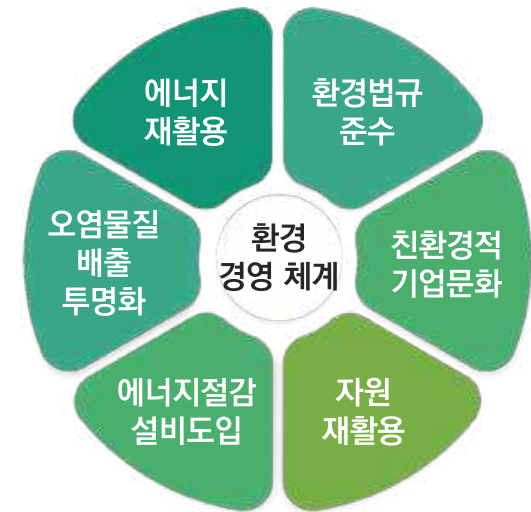 에너지
재활용
환경법규
준수
오염물질
배출
투명화
환경
경영 체계
친환경적
기업문화
에너지절감
설비도입
자원
재활용